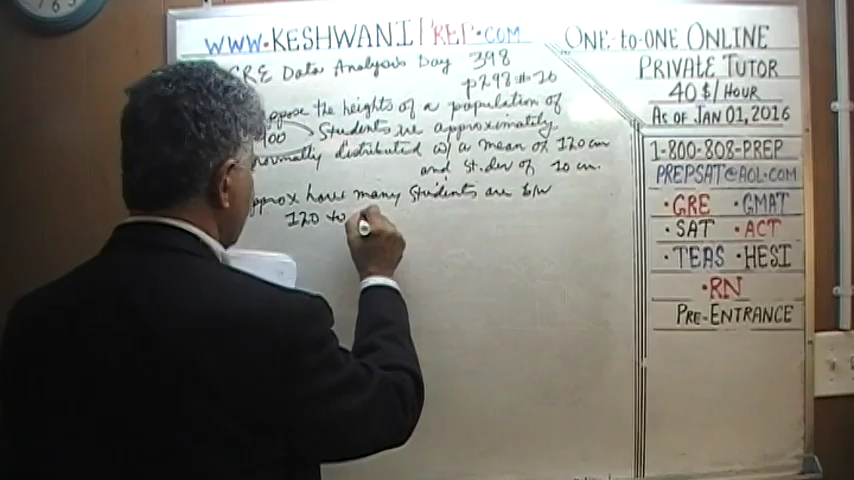 www.KESHWANIPREP.COM
GRE Data Analysis Day 398
p298 #20
the heights of a population of
400 Students are approximately
normally distributed w/ a mean of 120 cm
and st.dev of 10 cm.
approx how many Students are b/w
120 to
ONE-to-ONE ONLINE
PRIVATE TUTOR
40 $/HOUR
AS OF JAN 01, 2016
1-800-808-PREP
PREPSAT@AOL.COM
•GRE •GMAT
•SAT •ACT
•TEAS •HESI
•RN
PRE-ENTRANCE